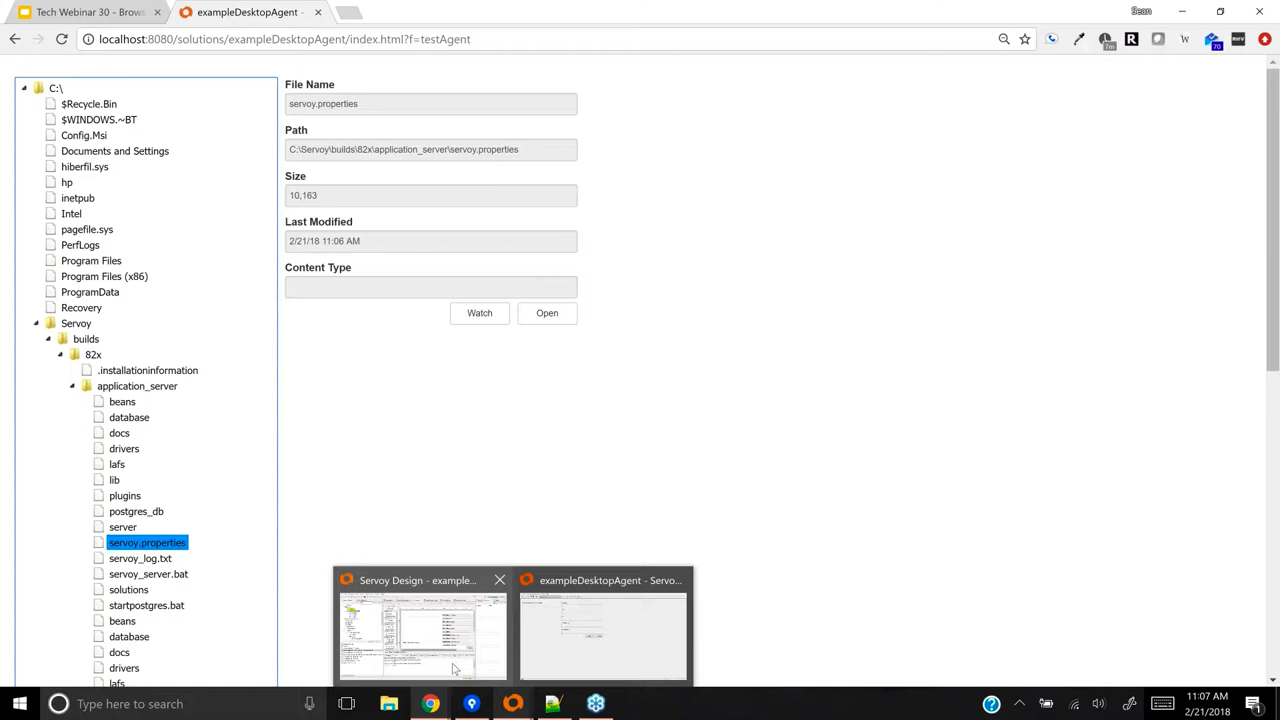 Tech Webinar 30 - Brows
exampleDesktopAgent -
Sean
localhost:8080/solutions/exampleDesktopAgent/index.html?f=testAgent
7m
R
W
70
C:\
$Recycle.Bin
$WINDOWS.~BT
Config.Msi
Documents and Settings
hiberfil.sys
hp
inetpub
Intel
pagefile.sys
PerfLogs
Program Files
Program Files (x86)
ProgramData
Recovery
Servoy
builds
82x
.installationinformation
application_server
beans
database
docs
drivers
lafs
lib
plugins
postgres_db
server
servoy.properties
servoy_log.txt
servoy_server.bat
solutions
startpostgres.bat
beans
database
docs
drivers
lafs
File Name
servoy.properties
Path
C:\Servoy\builds\82x\application_server\servoy.properties
Size
10,163
Last Modified
2/21/18 11:06 AM
Content Type
Watch
Open
Servoy Design - example...
exampleDesktopAgent - Servo...
Type here to search
11:07 AM
2/21/2018
1